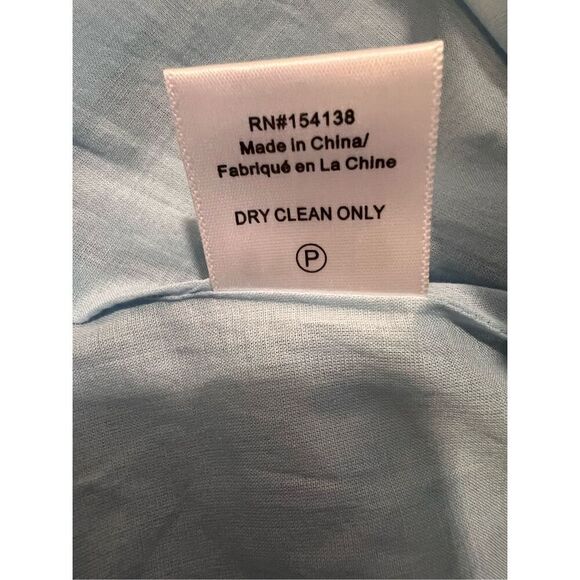 RN#154138
Made in China/
Fabriqué en La Chine
DRY CLEAN ONLY
P